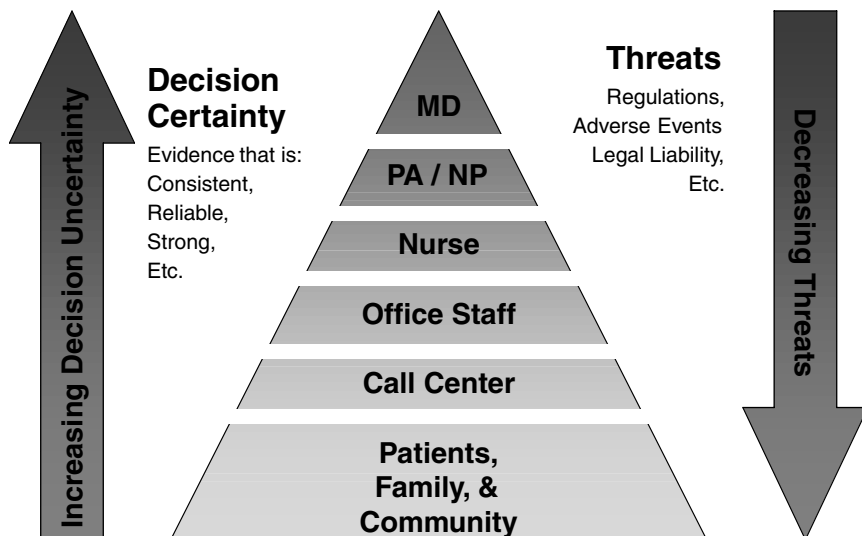 Increasing Decision Uncertainty
Decision
Certainty
Evidence that is:
Consistent,
Reliable,
Strong,
Etc.
MD
PA / NP
Nurse
Office Staff
Call Center
Patients,
Family, &
Community
Threats
Regulations,
Adverse Events
Legal Liability,
Etc.
Decreasing Threats